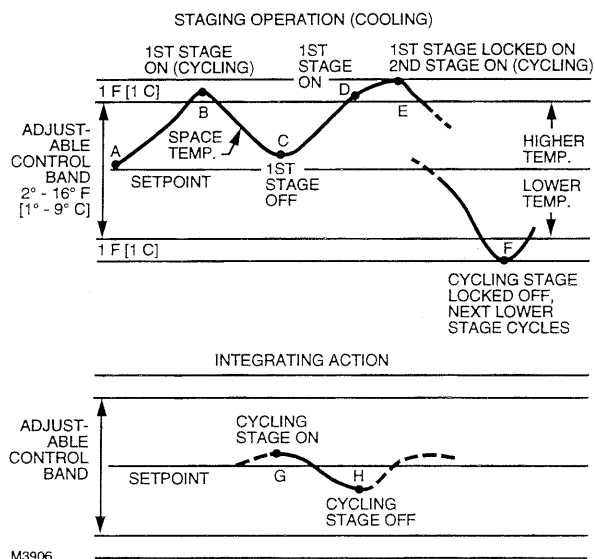 STAGING OPERATION (COOLING)
1ST STAGE
ON (CYCLING)
1ST
STAGE
ON
1ST STAGE LOCKED ON
2ND STAGE ON (CYCLING)
1 F [1 C]
B
D
E
ADJUST-
ABLE
CONTROL
BAND
2° - 16° F
[1° - 9° C]
A
SPACE
TEMP.
C
HIGHER
TEMP.
SETPOINT
1ST
STAGE
OFF
LOWER
TEMP.
1 F [1 C]
F
CYCLING STAGE
LOCKED OFF,
NEXT LOWER
STAGE CYCLES
INTEGRATING ACTION
ADJUST-
ABLE
CONTROL
BAND
CYCLING
STAGE ON
SETPOINT
G
H
CYCLING
STAGE OFF
M3906